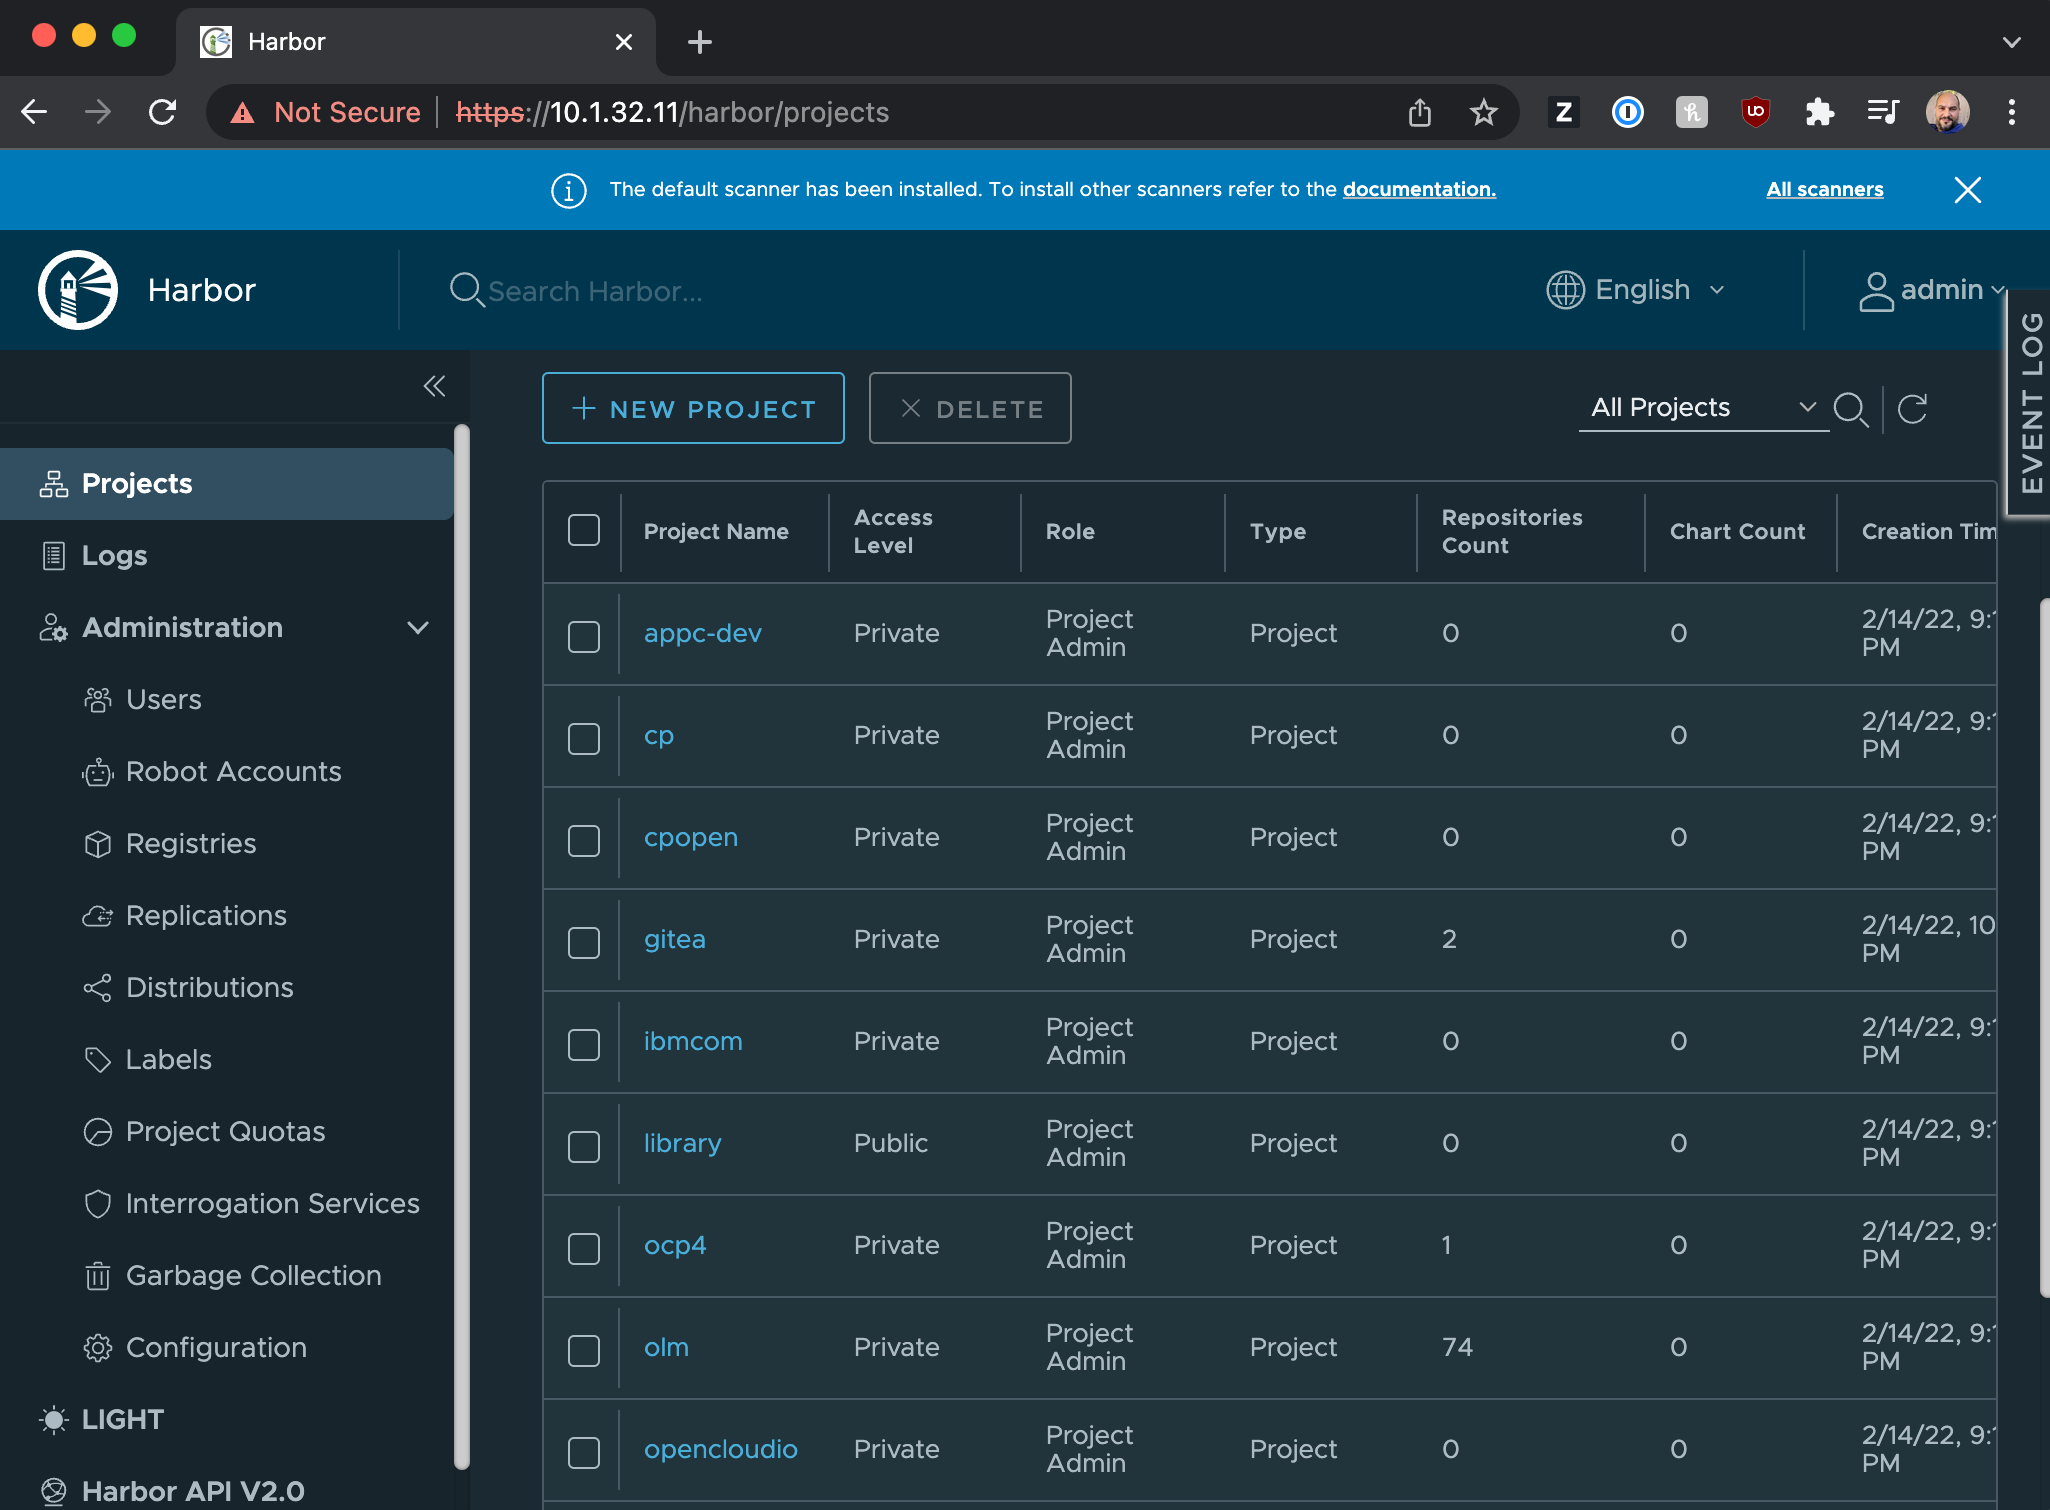 Harbor
Not Secure https://10.1.32.11/harbor/projects
The default scanner has been installed. To install other scanners refer to the documentation. All scanners
Harbor Search Harbor... English admin
EVENT LOG
NEW PROJECT DELETE All Projects
Projects
Logs
Administration
Users
Robot Accounts
Registries
Replications
Distributions
Labels
Project Quotas
Interrogation Services
Garbage Collection
Configuration
LIGHT
Harbor API V2.0
Project Name Access Level Role Type Repositories Count Chart Count Creation Tim
appc-dev Private Project Admin Project 0 0 2/14/22, 9: PM
cp Private Project Admin Project 0 0 2/14/22, 9: PM
cpopen Private Project Admin Project 0 0 2/14/22, 9: PM
gitea Private Project Admin Project 2 0 2/14/22, 10 PM
ibmcom Private Project Admin Project 0 0 2/14/22, 9: PM
library Public Project Admin Project 0 0 2/14/22, 9: PM
ocp4 Private Project Admin Project 1 0 2/14/22, 9: PM
olm Private Project Admin Project 74 0 2/14/22, 9: PM
opencloudio Private Project Admin Project 0 0 2/14/22, 9: PM